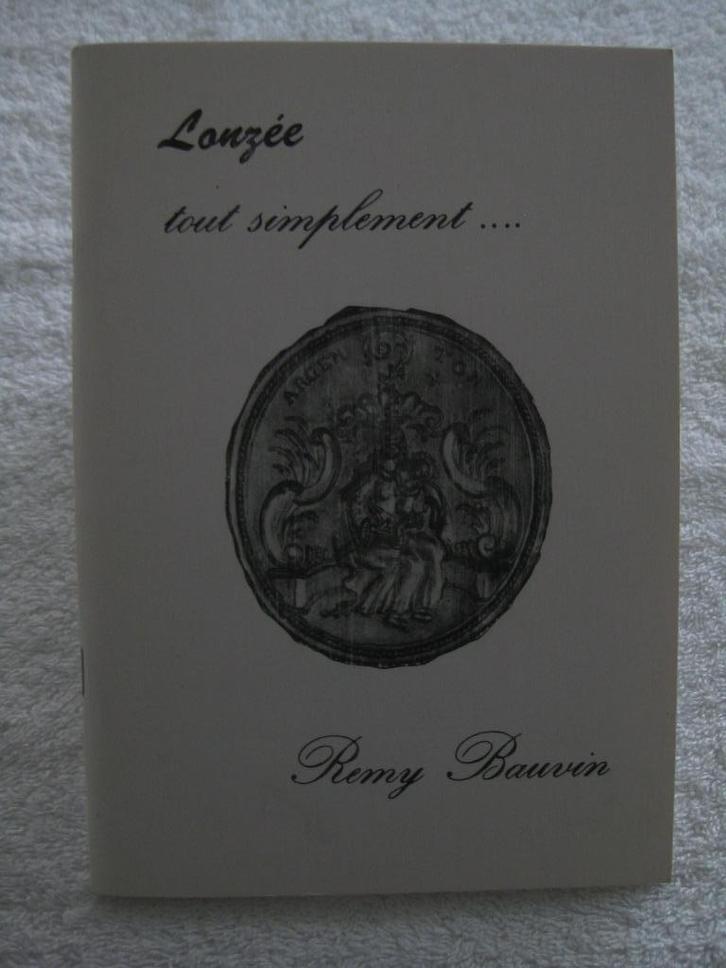 Lonzée
tout simplement ....
Remy Bauvin